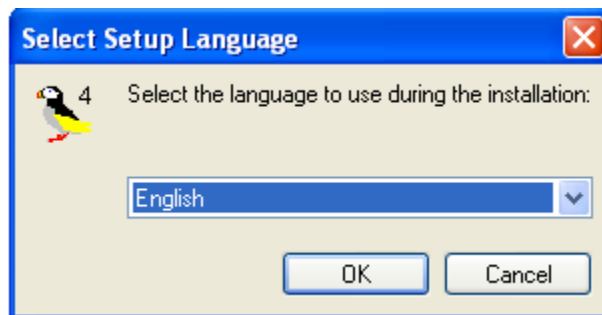 Select Setup Language
4
Select the language to use during the installation:
English
OK
Cancel